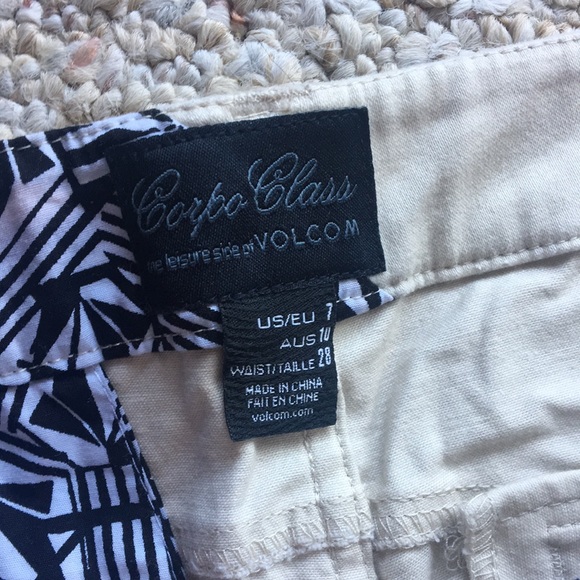 Corpo Class
the leisure side of VOLCOM
US/EU 7
AUS 10
WAIST/TAILLE 28
MADE IN CHINA
FAIT EN CHINE
volcom.com